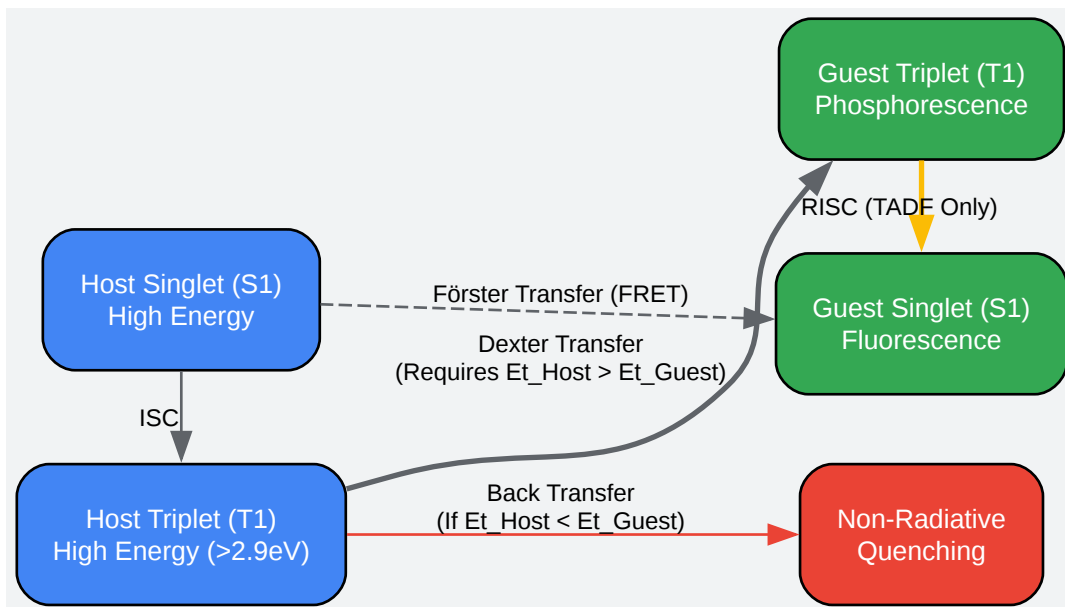 Guest Triplet (T1)
Phosphorescence
RISC (TADF Only)
Host Singlet (S1)
High Energy
Förster Transfer (FRET)
Guest Singlet (S1)
Fluorescence
Dexter Transfer
(Requires Et_Host > Et_Guest)
ISC
Host Triplet (T1)
High Energy (>2.9eV)
Back Transfer
(If Et_Host < Et_Guest)
Non-Radiative
Quenching